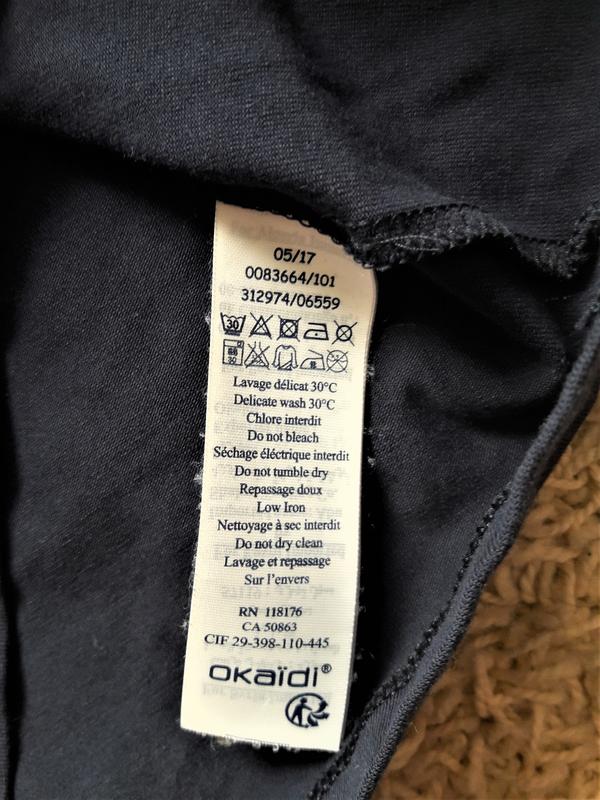 05/17
0083664/101
312974/06559
30
30
Lavage délicat 30°C
Delicate wash 30°C
Chlore interdit
Do not bleach
Séchage éléctrique interdit
Do not tumble dry
Repassage doux
Low Iron
Nettoyage à sec interdit
Do not dry clean
Lavage et repassage
Sur l'envers
RN 118176
CA 50863
CIF 29-398-110-445
okaïdi®